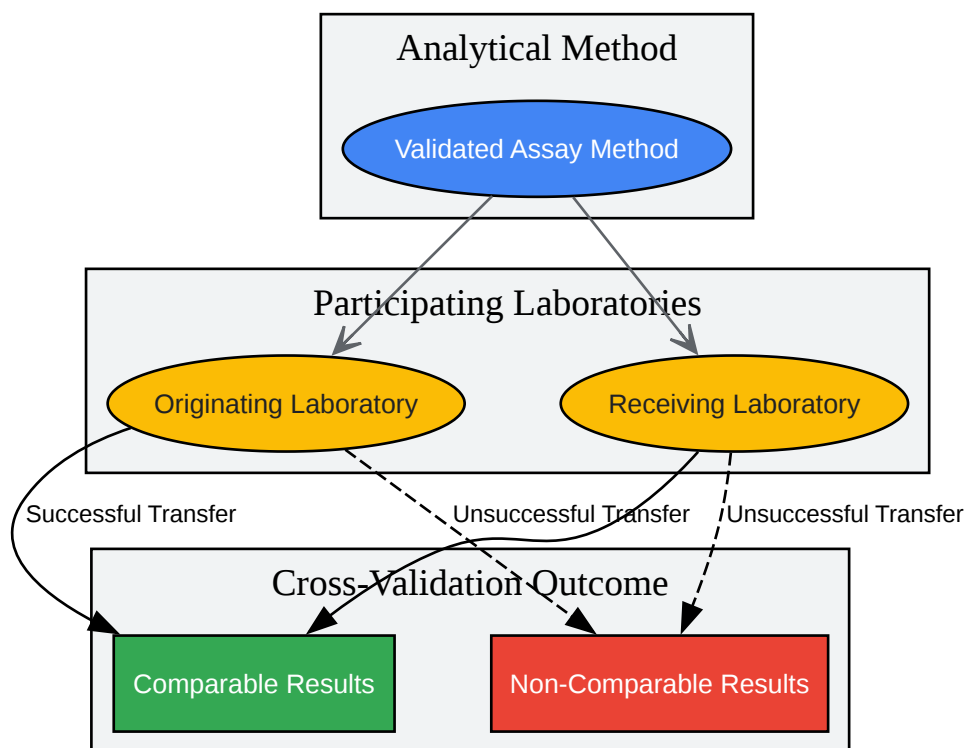 Analytical Method
Validated Assay Method
Participating Laboratories
Originating Laboratory
Receiving Laboratory
Successful Transfer
Unsuccessful Transfer
Unsuccessful Transfer
Cross-Validation Outcome
Comparable Results
Non-Comparable Results